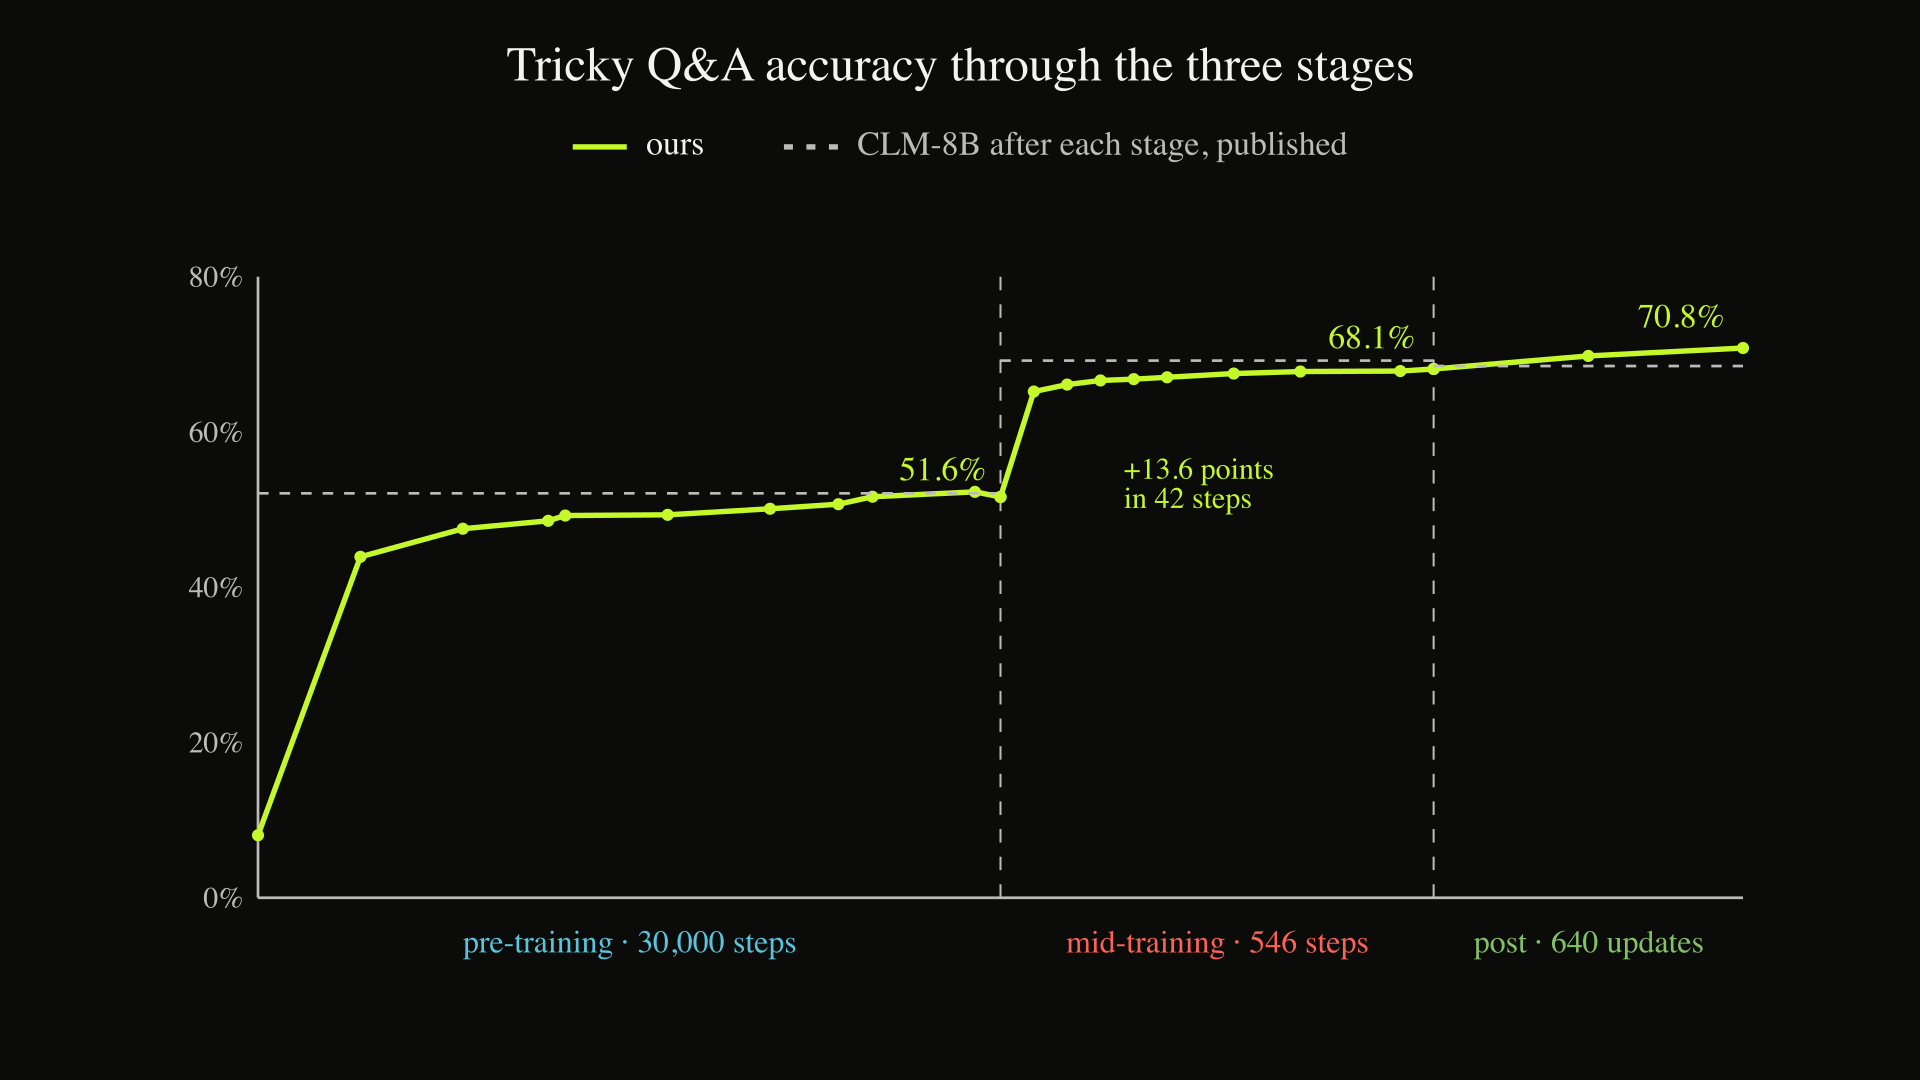 Tricky Q&A accuracy through the three stages
ours
CLM-8B after each stage, published
80%
60%
40%
20%
0%
51.6%
68.1%
70.8%
+13.6 points
in 42 steps
pre-training · 30,000 steps
mid-training · 546 steps
post · 640 updates